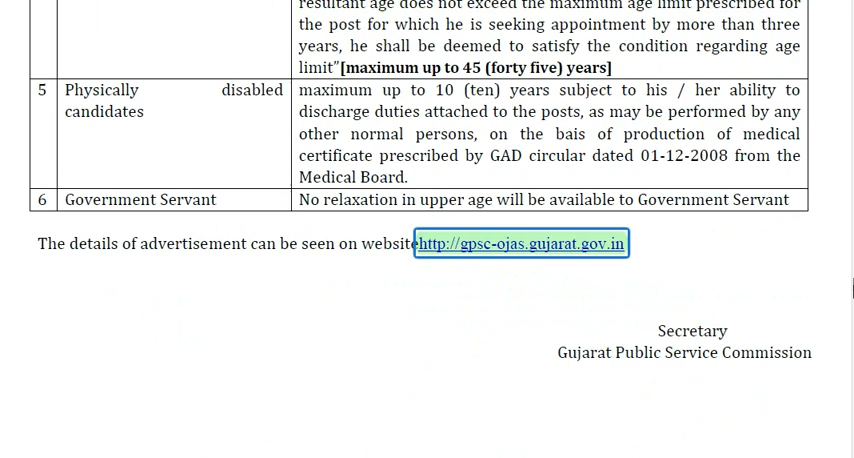 resultant age does not exceed the maximum age limit prescribed for
the post for which he is seeking appointment by more than three
years, he shall be deemed to satisfy the condition regarding age
limit"[maximum up to 45 (forty five) years]
5 Physically disabled candidates
maximum up to 10 (ten) years subject to his / her ability to
discharge duties attached to the posts, as may be performed by any
other normal persons, on the bais of production of medical
certificate prescribed by GAD circular dated 01-12-2008 from the
Medical Board.
6 Government Servant No relaxation in upper age will be available to Government Servant
The details of advertisement can be seen on websitehttp://gpsc-ojas.gujarat.gov.in
Secretary
Gujarat Public Service Commission